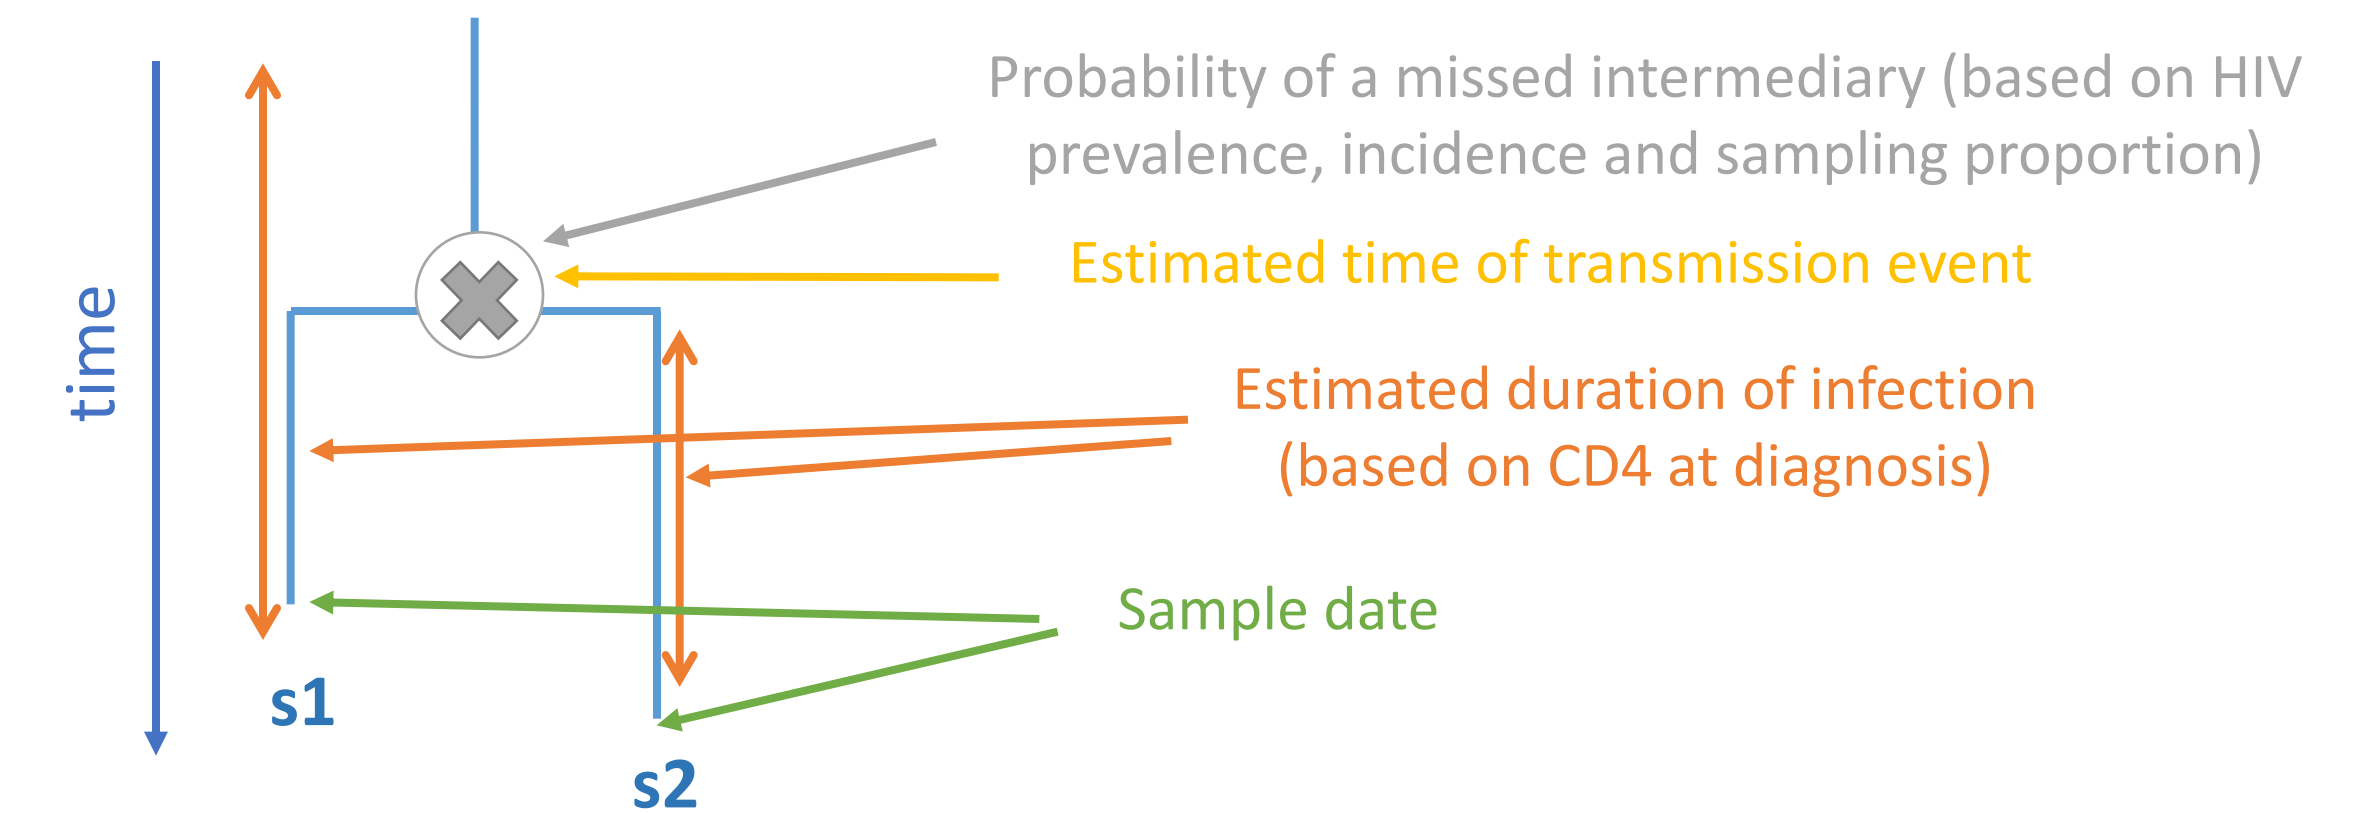 Probability of a missed intermediary (based on HIV
prevalence, incidence and sampling proportion)
Estimated time of transmission event
time
Estimated duration of infection
(based on CD4 at diagnosis)
Sample date
s1
s2